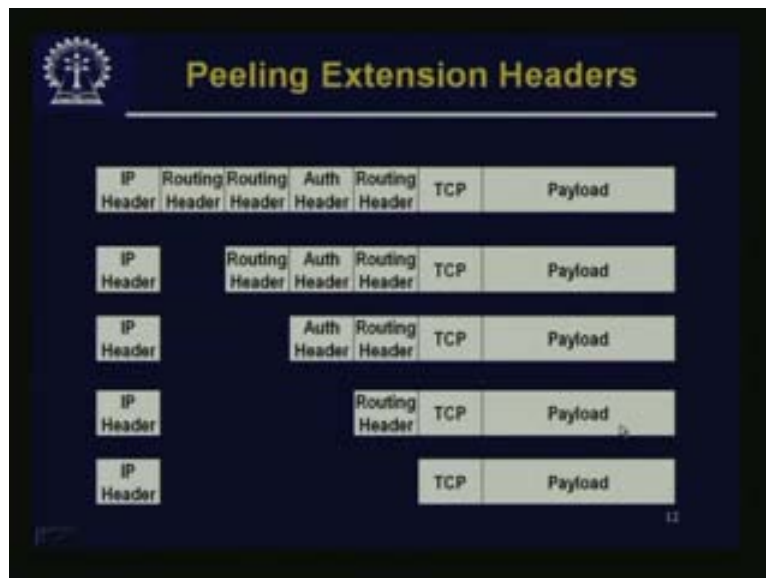 Peeling Extension Headers
IP Header Routing Header Routing Header Auth Header Routing Header TCP Payload
IP Header Routing Header Auth Header Routing Header TCP Payload
IP Header Auth Header Routing Header TCP Payload
IP Header Routing Header TCP Payload
IP Header TCP Payload